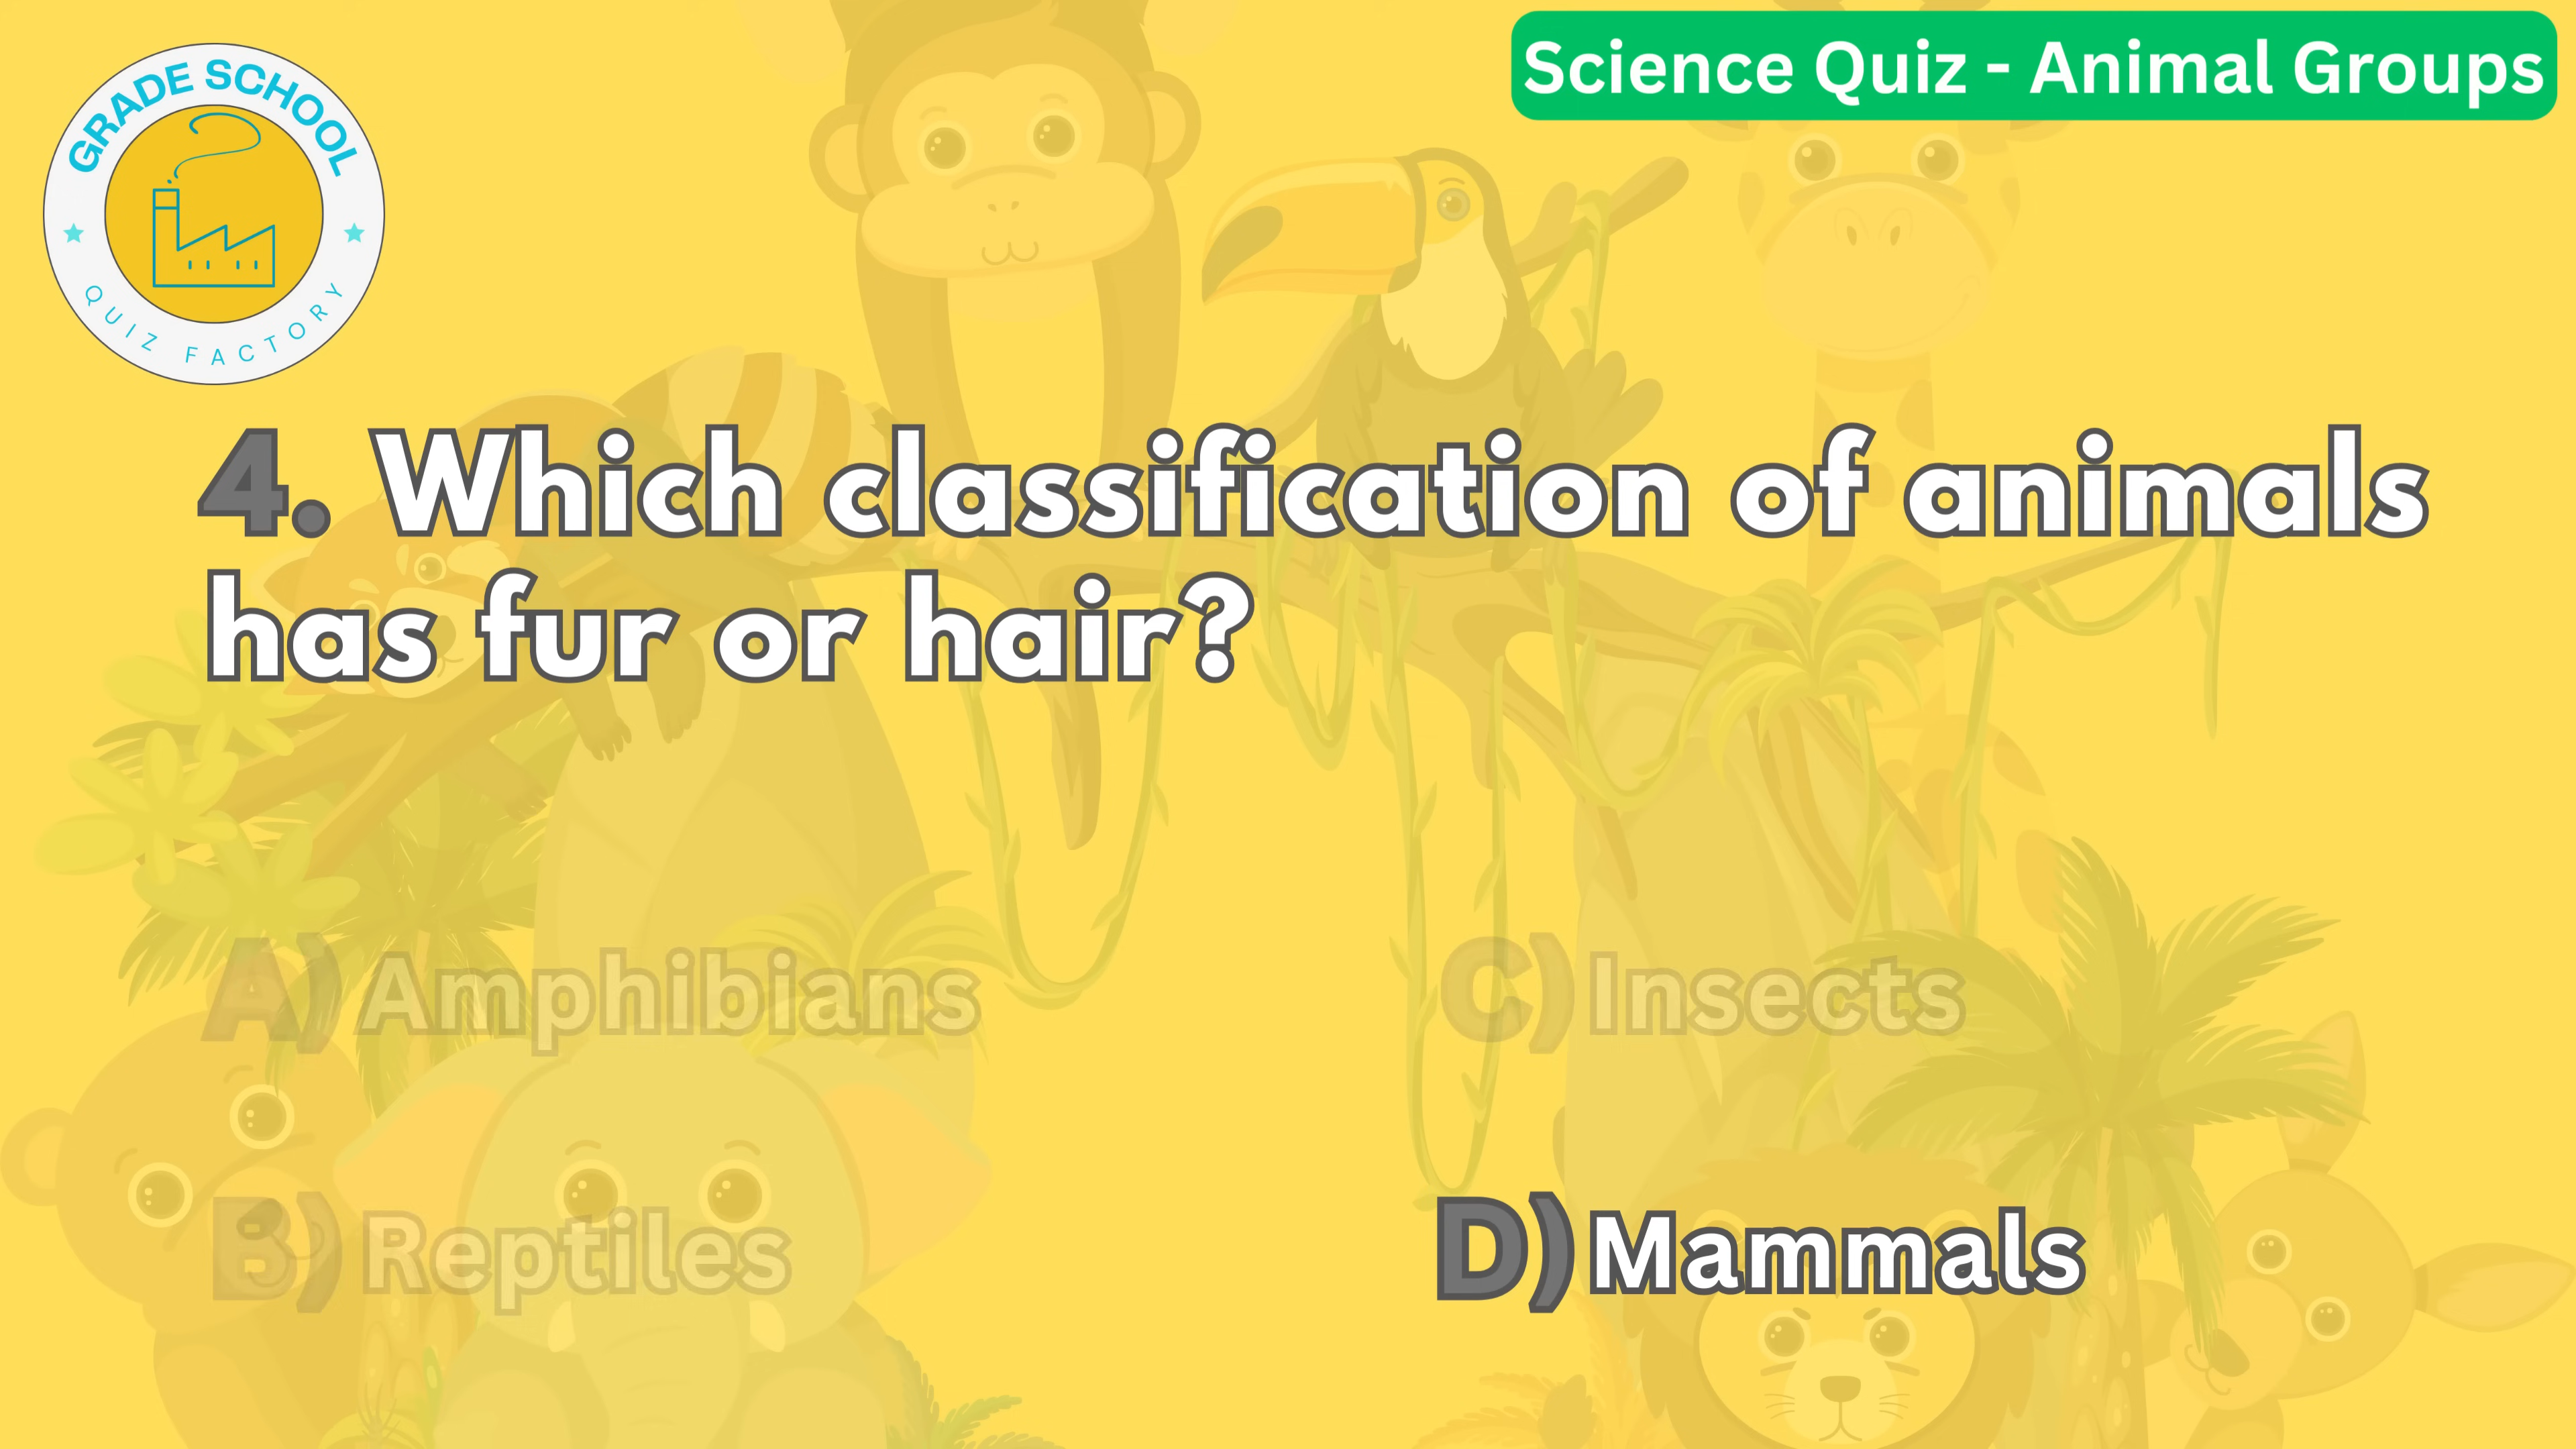 GRADE SCHOOL
QUIZ FACTORY
Science Quiz - Animal Groups
4. Which classification of animals
has fur or hair?
A) Amphibians
B) Reptiles
C) Insects
D) Mammals